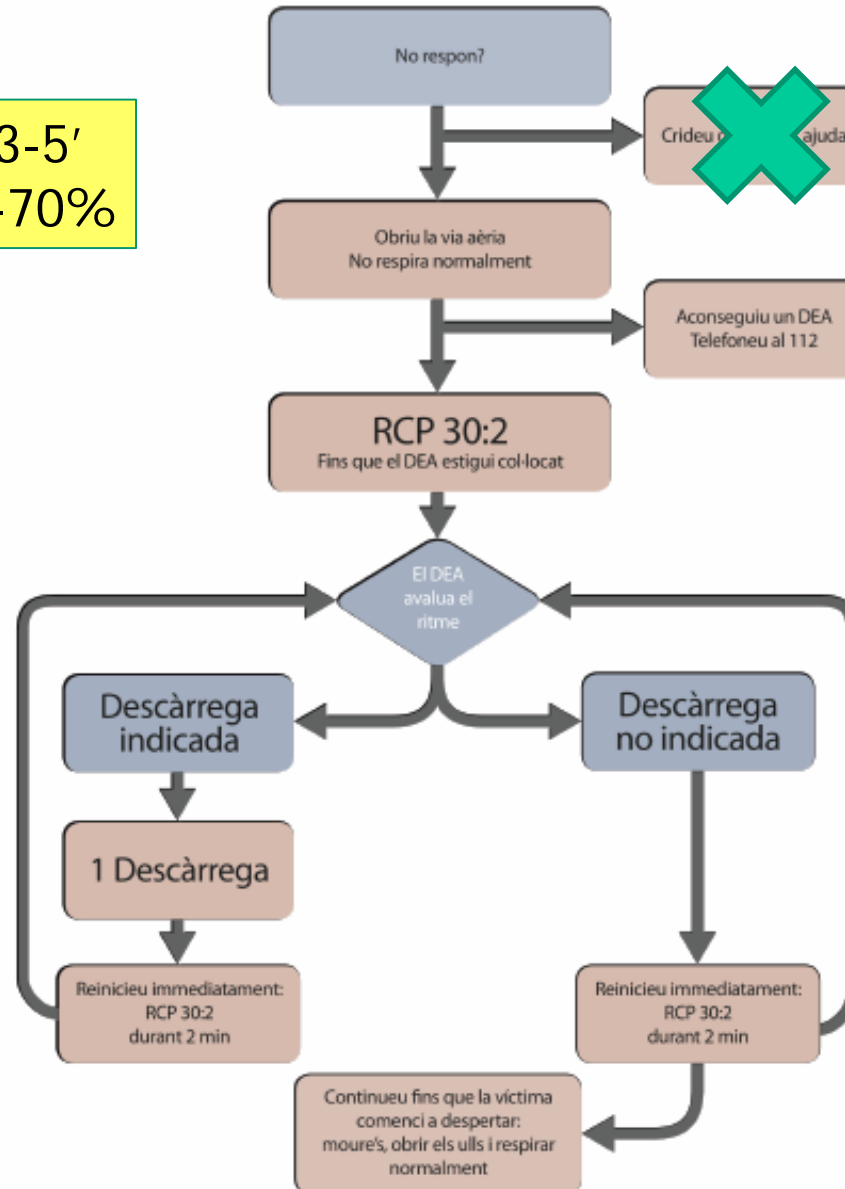 No respon?
3-5’
-70%
Crideu ajuda
Obriu la via aèria
No respira normalment
Aconseguiu un DEA
Telefoneu al 112
RCP 30:2
Fins que el DEA estigui col·locat
El DEA
avalua el
ritme
Descàrrega
indicada
Descàrrega
no indicada
1 Descàrrega
Reinicieu immediatament:
RCP 30:2
durant 2 min
Reinicieu immediatament:
RCP 30:2
durant 2 min
Continueu fins que la víctima
comenci a despertar:
moure's, obrir els ulls i respirar
normalment